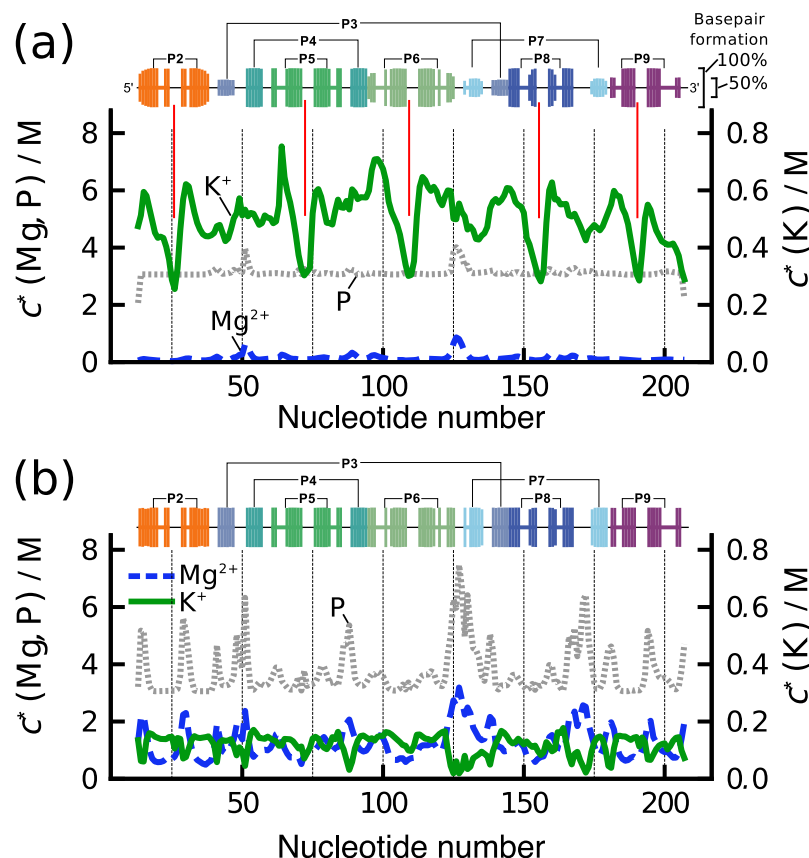 (a)
P3
Basepair
formation
P4 P7
P2 P5 P6 P8 P9
100%
50%
5' 3'
c* (Mg, P) / M
8
6
4
2
0
K⁺
P
Mg²⁺
0.8
0.6
0.4
0.2
0.0
c* (K) / M
50 100 150 200
Nucleotide number
(b)
P3
P4 P7
P2 P5 P6 P8 P9
c* (Mg, P) / M
8
6
4
2
0
Mg²⁺
K⁺
P
0.8
0.6
0.4
0.2
0.0
c* (K) / M
50 100 150 200
Nucleotide number